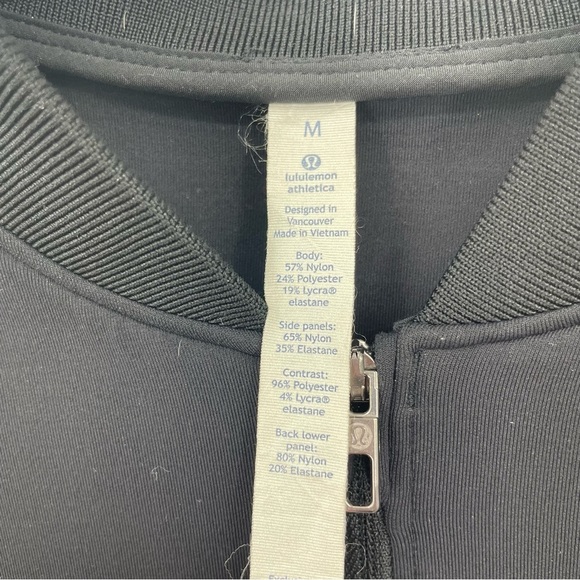 M
lululemon
athletica
Designed in
Vancouver
Made in Vietnam
Body:
57% Nylon
24% Polyester
19% Lycra®
elastane
Side panels:
65% Nylon
35% Elastane
Contrast:
96% Polyester
4% Lycra®
elastane
Back lower
panel:
80% Nylon
20% Elastane